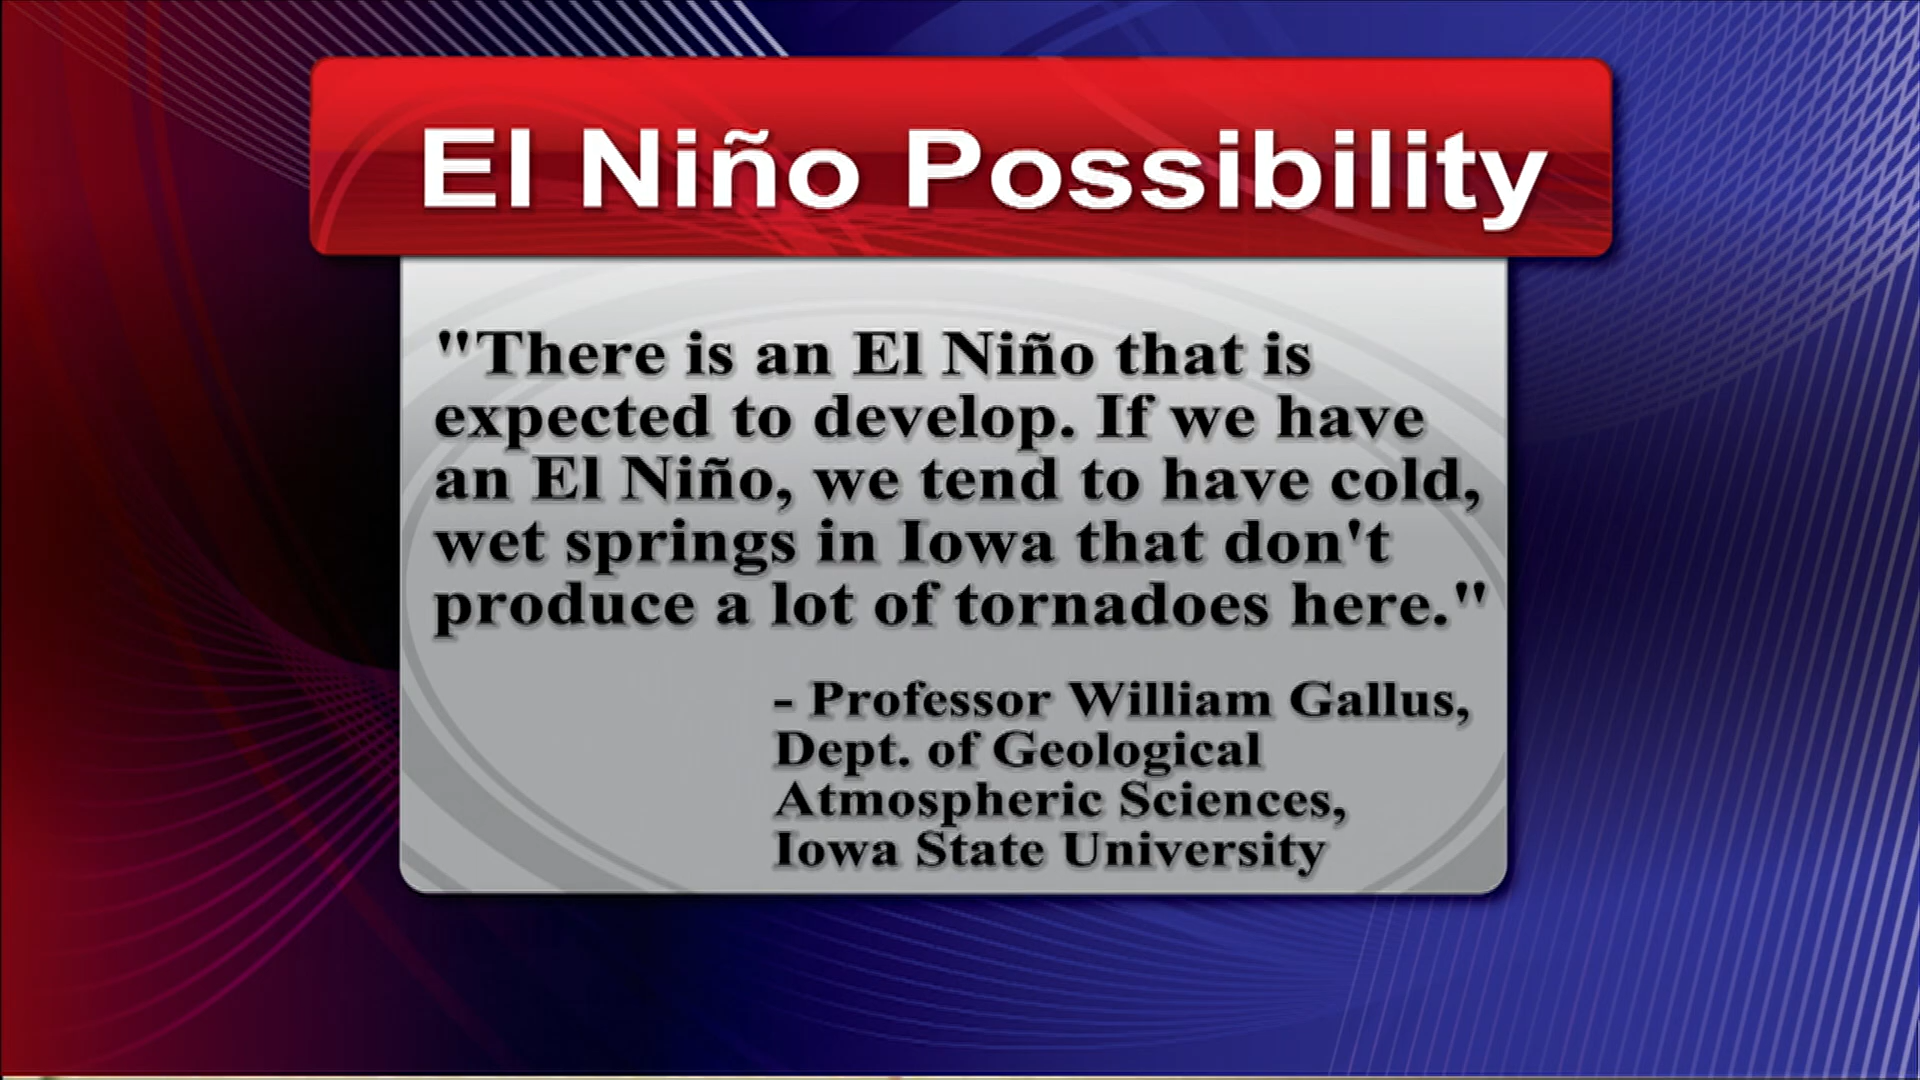 El Niño Possibility
"There is an El Niño that is
expected to develop. If we have
an El Niño, we tend to have cold,
wet springs in Iowa that don't
produce a lot of tornadoes here."
- Professor William Gallus,
Dept. of Geological
Atmospheric Sciences,
Iowa State University